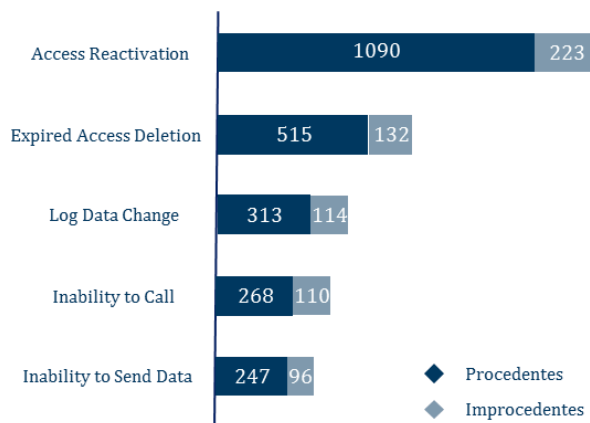 Access Reactivation 1090 223
Expired Access Deletion 515 132
Log Data Change 313 114
Inability to Call 268 110
Inability to Send Data 247 96
Procedentes
Improcedentes